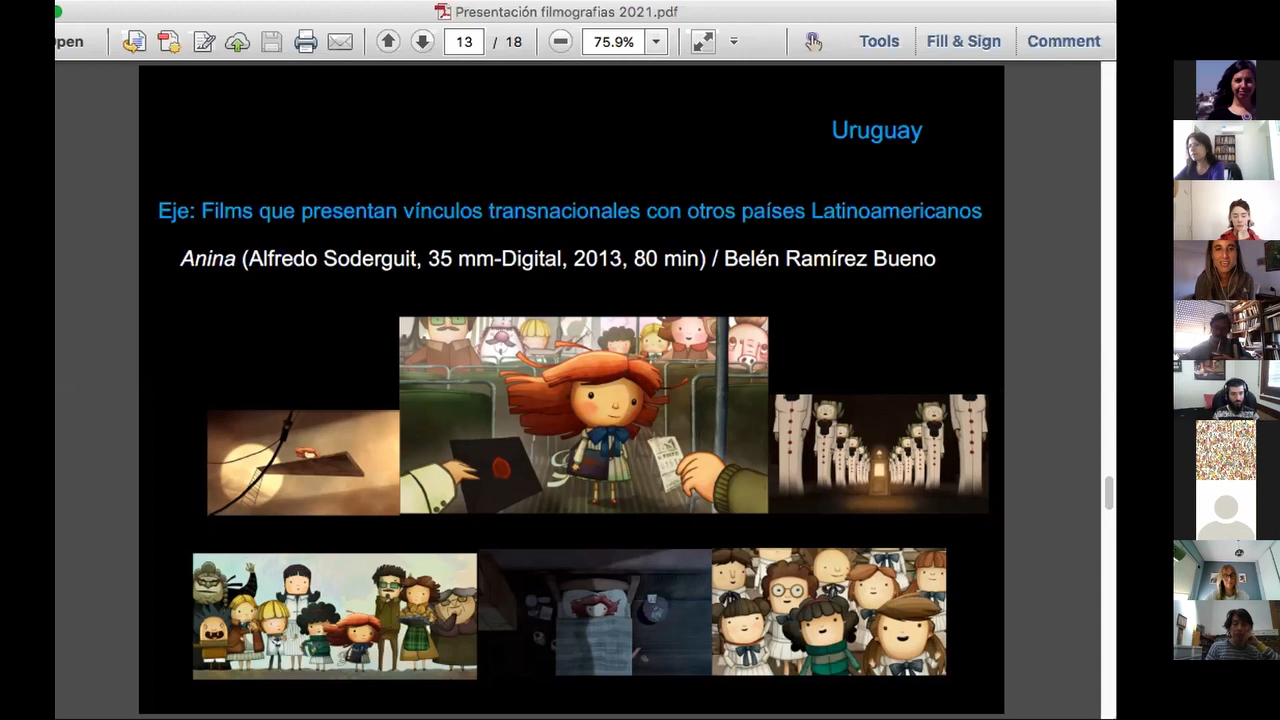 Presentación filmografias 2021.pdf
pen
13 / 18
75.9%
Tools
Fill & Sign
Comment
Uruguay
Eje: Films que presentan vínculos transnacionales con otros países Latinoamericanos
Anina (Alfredo Soderguit, 35 mm-Digital, 2013, 80 min) / Belén Ramírez Bueno